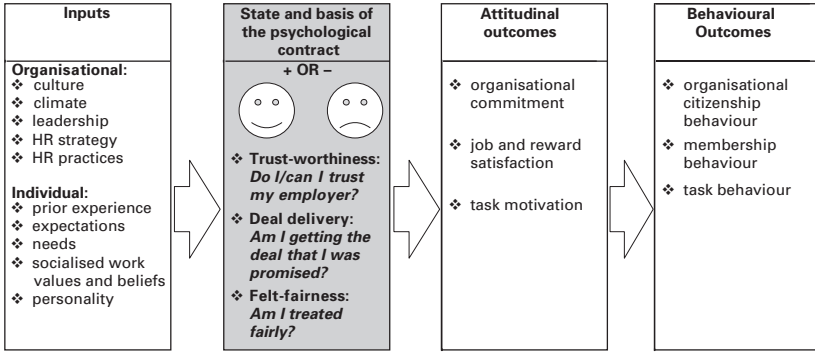 Inputs
Organisational:
❖ culture
❖ climate
❖ leadership
❖ HR strategy
❖ HR practices
Individual:
❖ prior experience
❖ expectations
❖ needs
❖ socialised work
values and beliefs
❖ personality
State and basis of
the psychological
contract
+ OR –
❖ Trust-worthiness:
Do I/can I trust
my employer?
❖ Deal delivery:
Am I getting the
deal that I was
promised?
❖ Felt-fairness:
Am I treated
fairly?
Attitudinal
outcomes
❖ organisational
commitment
❖ job and reward
satisfaction
❖ task motivation
Behavioural
Outcomes
❖ organisational
citizenship
behaviour
❖ membership
behaviour
❖ task behaviour